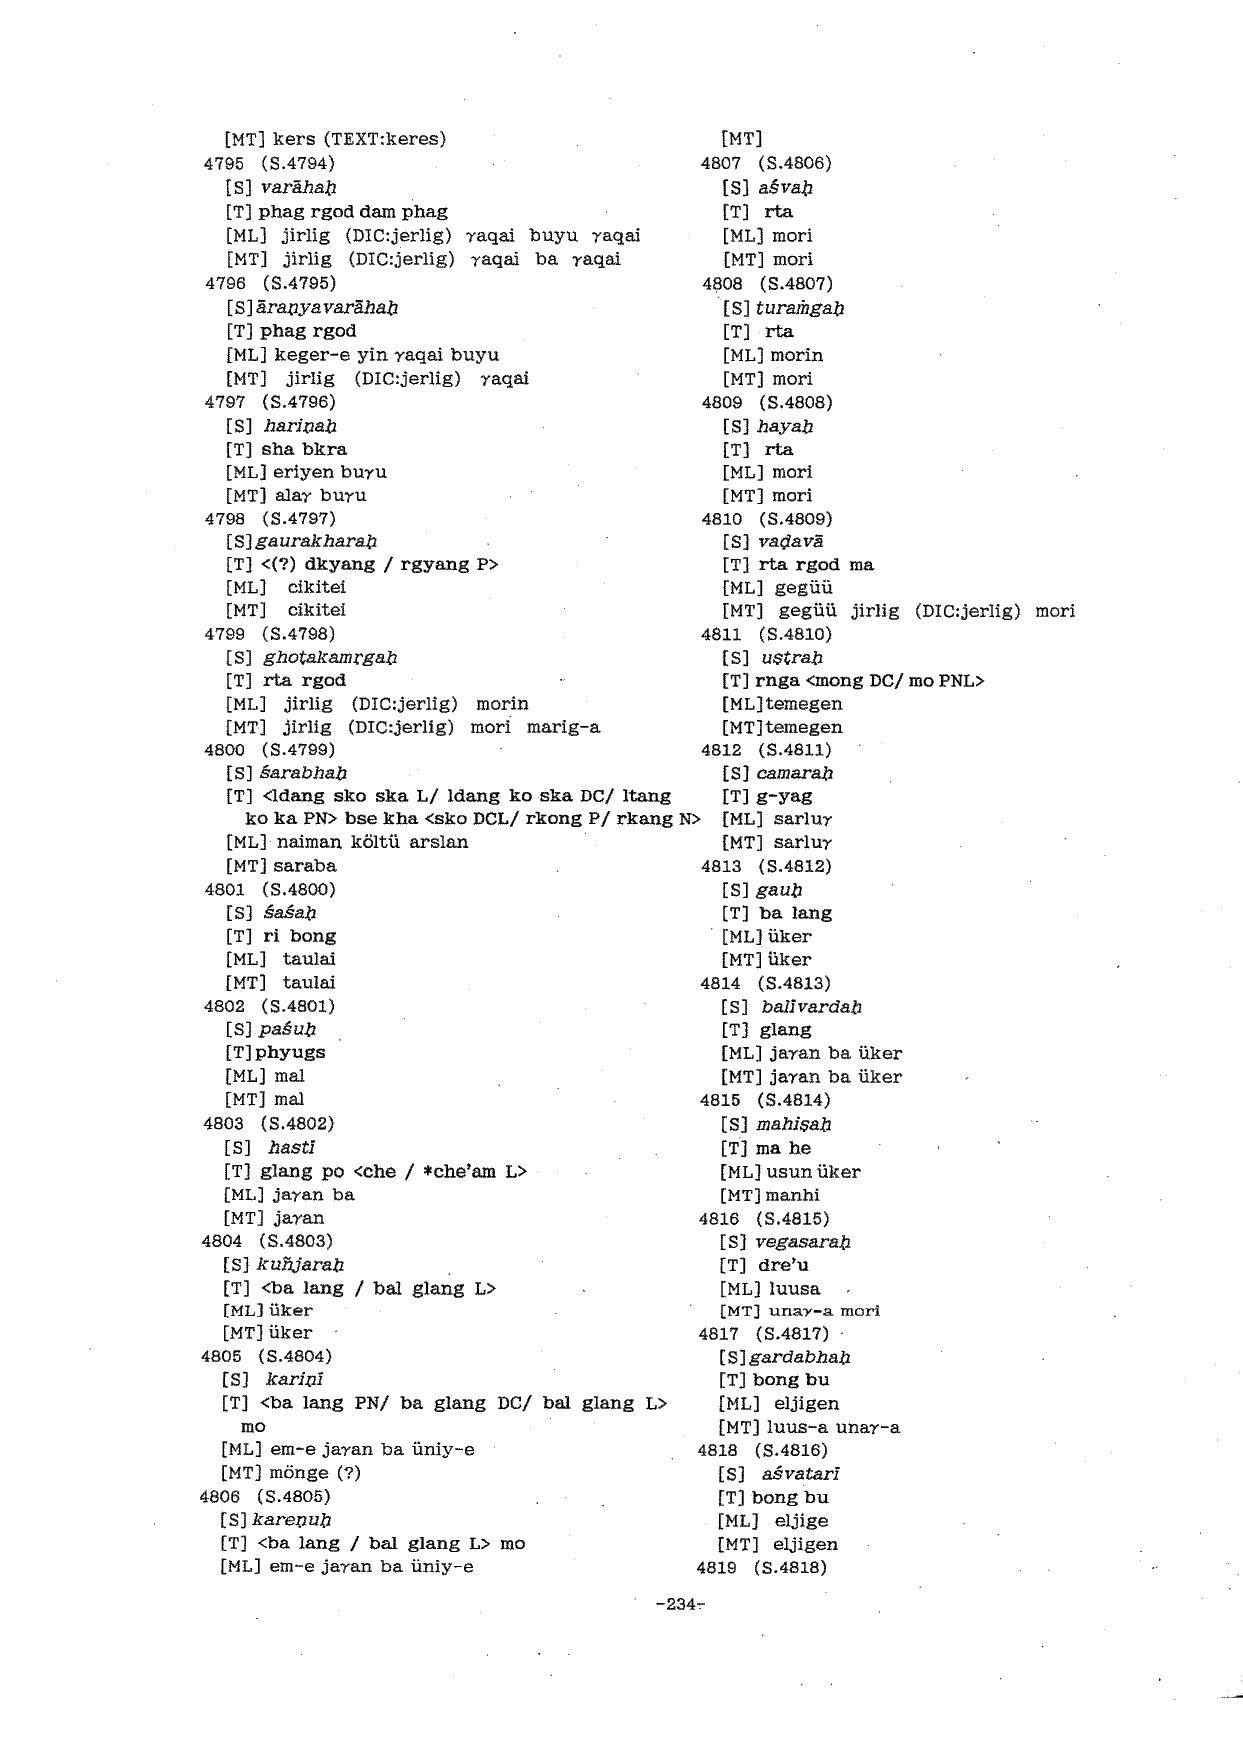 [MT] kers (TEXT:keres)
4795 (S.4794)
[S] varāhaḥ
[T] phag rgod dam phag
[ML] jirlig (DIC:jerlig) γaqai buyu γaqai
[MT] jirlig (DIC:jerlig) γaqai ba γaqai
4796 (S.4795)
[S] āraṇyavarāhaḥ
[T] phag rgod
[ML] keger-e yin γaqai buyu
[MT] jirlig (DIC:jerlig) γaqai
4797 (S.4796)
[S] hariṇaḥ
[T] sha bkra
[ML] eriyen buγu
[MT] alaγ buγu
4798 (S.4797)
[S] gaurakharaḥ
[T] <(?) dkyang / rgyang P>
[ML] cikitei
[MT] cikitei
4799 (S.4798)
[S] ghoṭakamṛgaḥ
[T] rta rgod
[ML] jirlig (DIC:jerlig) morin
[MT] jirlig (DIC:jerlig) mori marig-a
4800 (S.4799)
[S] śarabhaḥ
[T] <ldang sko ska L/ ldang ko ska DC/ ltang
ko ka PN> bse kha <sko DCL/ rkong P/ rkang N>
[ML] naiman költü arslan
[MT] saraba
4801 (S.4800)
[S] śaśaḥ
[T] ri bong
[ML] taulai
[MT] taulai
4802 (S.4801)
[S] paśuḥ
[T] phyugs
[ML] mal
[MT] mal
4803 (S.4802)
[S] hastī
[T] glang po <che / *che'am L>
[ML] jaγan ba
[MT] jaγan
4804 (S.4803)
[S] kuñjaraḥ
[T] <ba lang / bal glang L>
[ML] üker
[MT] üker
4805 (S.4804)
[S] kariṇī
[T] <ba lang PN/ ba glang DC/ bal glang L>
mo
[ML] em-e jaγan ba üniy-e
[MT] mönge (?)
4806 (S.4805)
[S] kareṇuḥ
[T] <ba lang / bal glang L> mo
[ML] em-e jaγan ba üniy-e
[MT]
4807 (S.4806)
[S] aśvaḥ
[T] rta
[ML] mori
[MT] mori
4808 (S.4807)
[S] turaṁgaḥ
[T] rta
[ML] morin
[MT] mori
4809 (S.4808)
[S] hayaḥ
[T] rta
[ML] mori
[MT] mori
4810 (S.4809)
[S] vaḍavā
[T] rta rgod ma
[ML] gegüü
[MT] gegüü jirlig (DIC:jerlig) mori
4811 (S.4810)
[S] uṣṭraḥ
[T] rnga <mong DC/ mo PNL>
[ML] temegen
[MT] temegen
4812 (S.4811)
[S] camaraḥ
[T] g-yag
[ML] sarluγ
[MT] sarluγ
4813 (S.4812)
[S] gauḥ
[T] ba lang
[ML] üker
[MT] üker
4814 (S.4813)
[S] balīvardaḥ
[T] glang
[ML] jaγan ba üker
[MT] jaγan ba üker
4815 (S.4814)
[S] mahiṣaḥ
[T] ma he
[ML] usun üker
[MT] manhi
4816 (S.4815)
[S] vegasaraḥ
[T] dre'u
[ML] luusa
[MT] unaγ-a mori
4817 (S.4817)
[S] gardabhaḥ
[T] bong bu
[ML] eljigen
[MT] luus-a unaγ-a
4818 (S.4816)
[S] aśvatarī
[T] bong bu
[ML] eljige
[MT] eljigen
4819 (S.4818)
-234-